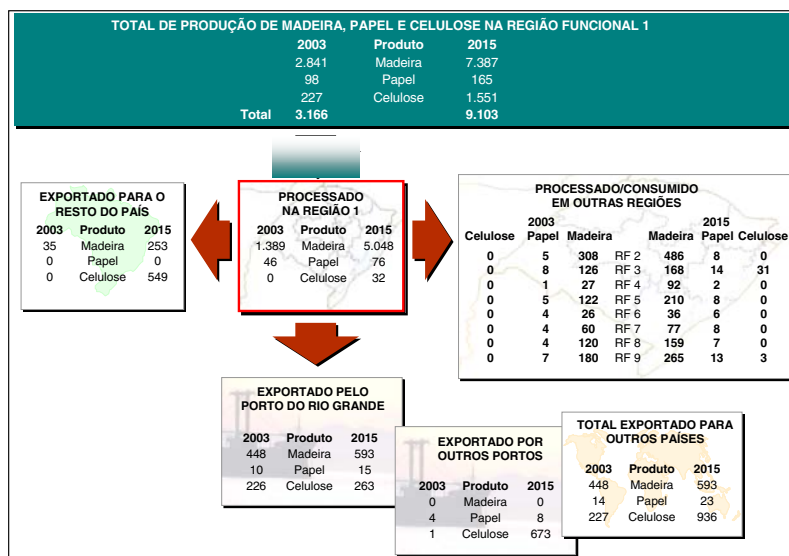 TOTAL DE PRODUÇÃO DE MADEIRA, PAPEL E CELULOSE NA REGIÃO FUNCIONAL 1
2003 Produto 2015
2.841 Madeira 7.387
98 Papel 165
227 Celulose 1.551
Total 3.166 9.103
EXPORTADO PARA O
RESTO DO PAÍS
2003 Produto 2015
35 Madeira 253
0 Papel 0
0 Celulose 549
PROCESSADO
NA REGIÃO 1
2003 Produto 2015
1.389 Madeira 5.048
46 Papel 76
0 Celulose 32
PROCESSADO/CONSUMIDO
EM OUTRAS REGIÕES
2003 2015
Celulose Papel Madeira Madeira Papel Celulose
0 5 308 RF 2 486 8 0
0 8 126 RF 3 168 14 31
0 1 27 RF 4 92 2 0
0 5 122 RF 5 210 8 0
0 4 26 RF 6 36 6 0
0 4 60 RF 7 77 8 0
0 4 120 RF 8 159 7 0
0 7 180 RF 9 265 13 3
EXPORTADO PELO
PORTO DO RIO GRANDE
2003 Produto 2015
448 Madeira 593
10 Papel 15
226 Celulose 263
EXPORTADO POR
OUTROS PORTOS
2003 Produto 2015
0 Madeira 0
4 Papel 8
1 Celulose 673
TOTAL EXPORTADO PARA
OUTROS PAÍSES
2003 Produto 2015
448 Madeira 593
14 Papel 23
227 Celulose 936